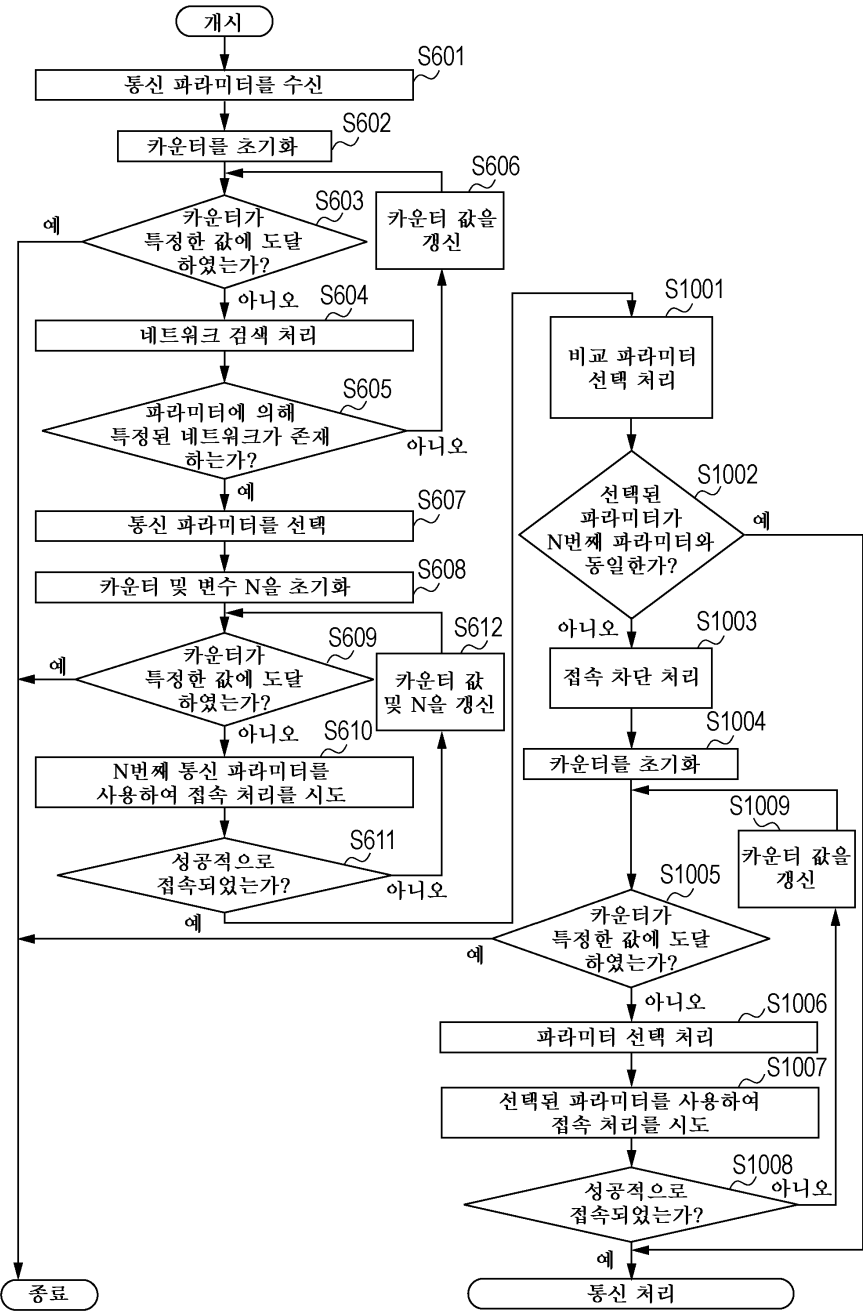 개시
S601
통신 파라미터를 수신
S602
카운터를 초기화
S606
카운터 값을
갱신
S603
예
카운터가
특정한 값에 도달
하였는가?
아니오
S604
네트워크 검색 처리
S605
파라미터에 의해
특정된 네트워크가 존재
하는가?
아니오
예
S607
통신 파라미터를 선택
S608
카운터 및 변수 N을 초기화
S612
카운터 값
및 N을 갱신
S609
예
카운터가
특정한 값에 도달
하였는가?
아니오
S610
N번째 통신 파라미터를
사용하여 접속 처리를 시도
S611
성공적으로
접속되었는가?
아니오
예
S1001
비교 파라미터
선택 처리
S1002
선택된
파라미터가
N번째 파라미터와
동일한가?
예
아니오
S1003
접속 차단 처리
S1004
카운터를 초기화
S1009
카운터 값을
갱신
S1005
카운터가
특정한 값에 도달
하였는가?
예
아니오
S1006
파라미터 선택 처리
S1007
선택된 파라미터를 사용하여
접속 처리를 시도
S1008
성공적으로
접속되었는가?
아니오
예
종료
통신 처리